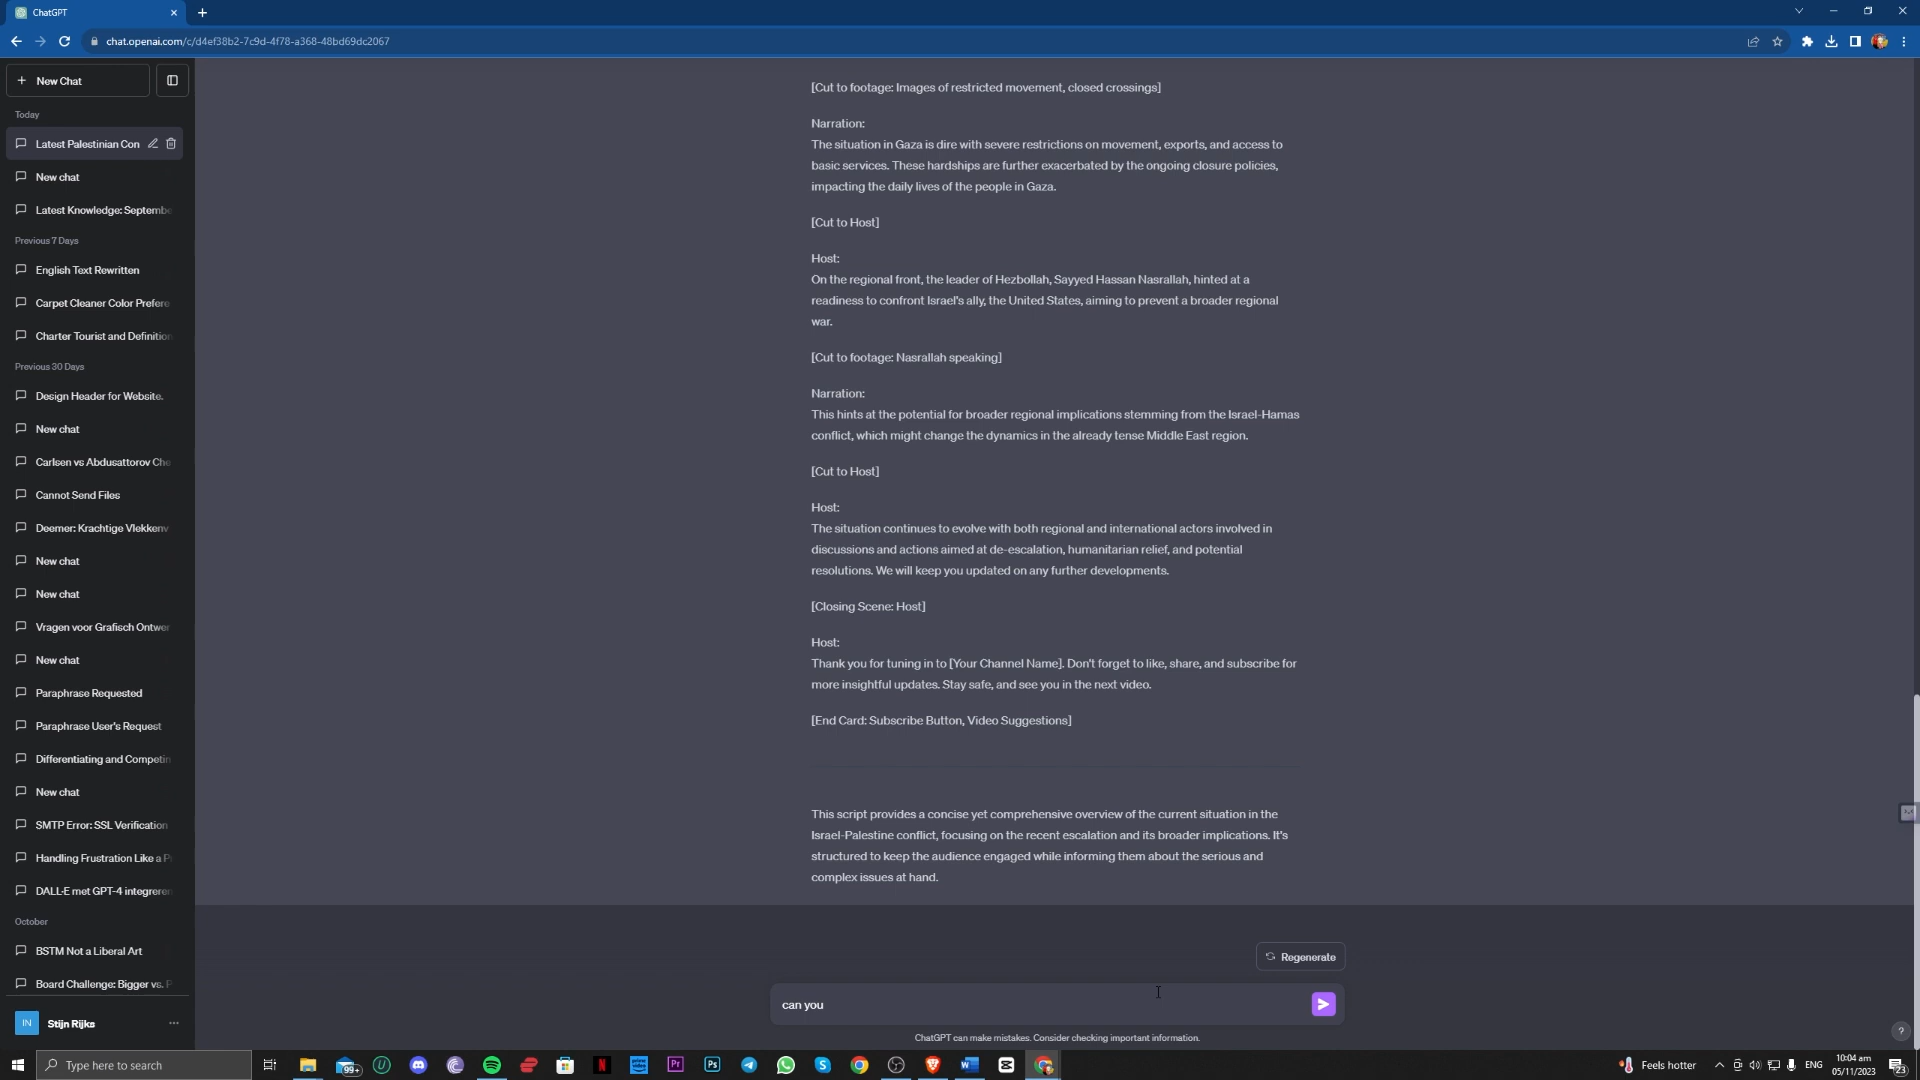 ChatGPT
chat.openai.com/c/d4ef38b2-7c9d-4f78-a368-48bd69dc2067
New Chat
Today
Latest Palestinian Con
New chat
Latest Knowledge: Septembe
Previous 7 Days
English Text Rewritten
Carpet Cleaner Color Prefere
Charter Tourist and Definition
Previous 30 Days
Design Header for Website.
New chat
Carlsen vs Abdusattorov Che
Cannot Send Files
Deemer: Krachtige Vlekkenv
New chat
New chat
Vragen voor Grafisch Ontwer
New chat
Paraphrase Requested
Paraphrase User's Request
Differentiating and Competin
New chat
SMTP Error: SSL Verification
Handling Frustration Like a P
DALL·E met GPT-4 integreren
October
BSTM Not a Liberal Art
Board Challenge: Bigger vs. P
IN
Stijn Rijks
[Cut to footage: Images of restricted movement, closed crossings]
Narration:
The situation in Gaza is dire with severe restrictions on movement, exports, and access to
basic services. These hardships are further exacerbated by the ongoing closure policies,
impacting the daily lives of the people in Gaza.
[Cut to Host]
Host:
On the regional front, the leader of Hezbollah, Sayyed Hassan Nasrallah, hinted at a
readiness to confront Israel's ally, the United States, aiming to prevent a broader regional
war.
[Cut to footage: Nasrallah speaking]
Narration:
This hints at the potential for broader regional implications stemming from the Israel-Hamas
conflict, which might change the dynamics in the already tense Middle East region.
[Cut to Host]
Host:
The situation continues to evolve with both regional and international actors involved in
discussions and actions aimed at de-escalation, humanitarian relief, and potential
resolutions. We will keep you updated on any further developments.
[Closing Scene: Host]
Host:
Thank you for tuning in to [Your Channel Name]. Don't forget to like, share, and subscribe for
more insightful updates. Stay safe, and see you in the next video.
[End Card: Subscribe Button, Video Suggestions]
This script provides a concise yet comprehensive overview of the current situation in the
Israel-Palestine conflict, focusing on the recent escalation and its broader implications. It's
structured to keep the audience engaged while informing them about the serious and
complex issues at hand.
Regenerate
can you
ChatGPT can make mistakes. Consider checking important information.
?
Type here to search
99+
Pr
Ps
Feels hotter
ENG
10:04 am
05/11/2023
23